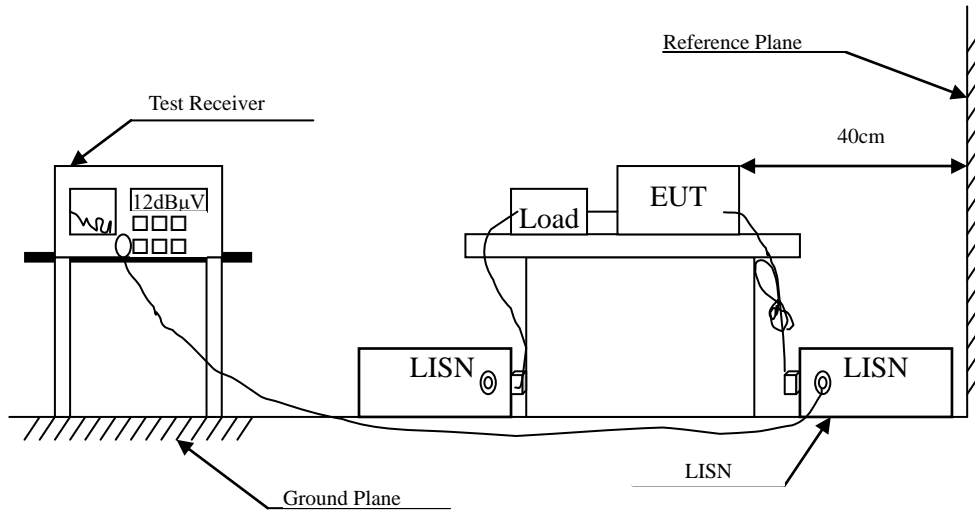 Reference Plane
Test Receiver
40cm
12dBµV
Load
EUT
LISN
LISN
LISN
Ground Plane